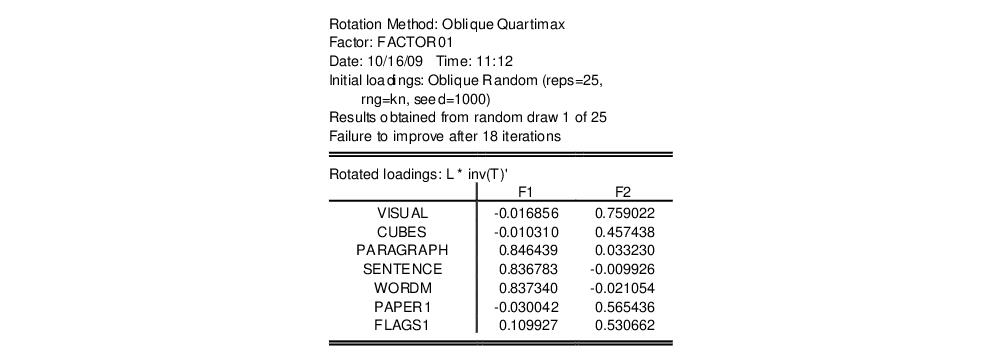 Rotation Method: Oblique Quartimax
Factor: FACTOR01
Date: 10/16/09 Time: 11:12
Initial loadings: Oblique Random (reps=25,
rng=kn, seed=1000)
Results obtained from random draw 1 of 25
Failure to improve after 18 iterations
Rotated loadings: L * inv(T)'
F1 F2
VISUAL -0.016856 0.759022
CUBES -0.010310 0.457438
PARAGRAPH 0.846439 0.033230
SENTENCE 0.836783 -0.009926
WORDM 0.837340 -0.021054
PAPER1 -0.030042 0.565436
FLAGS1 0.109927 0.530662